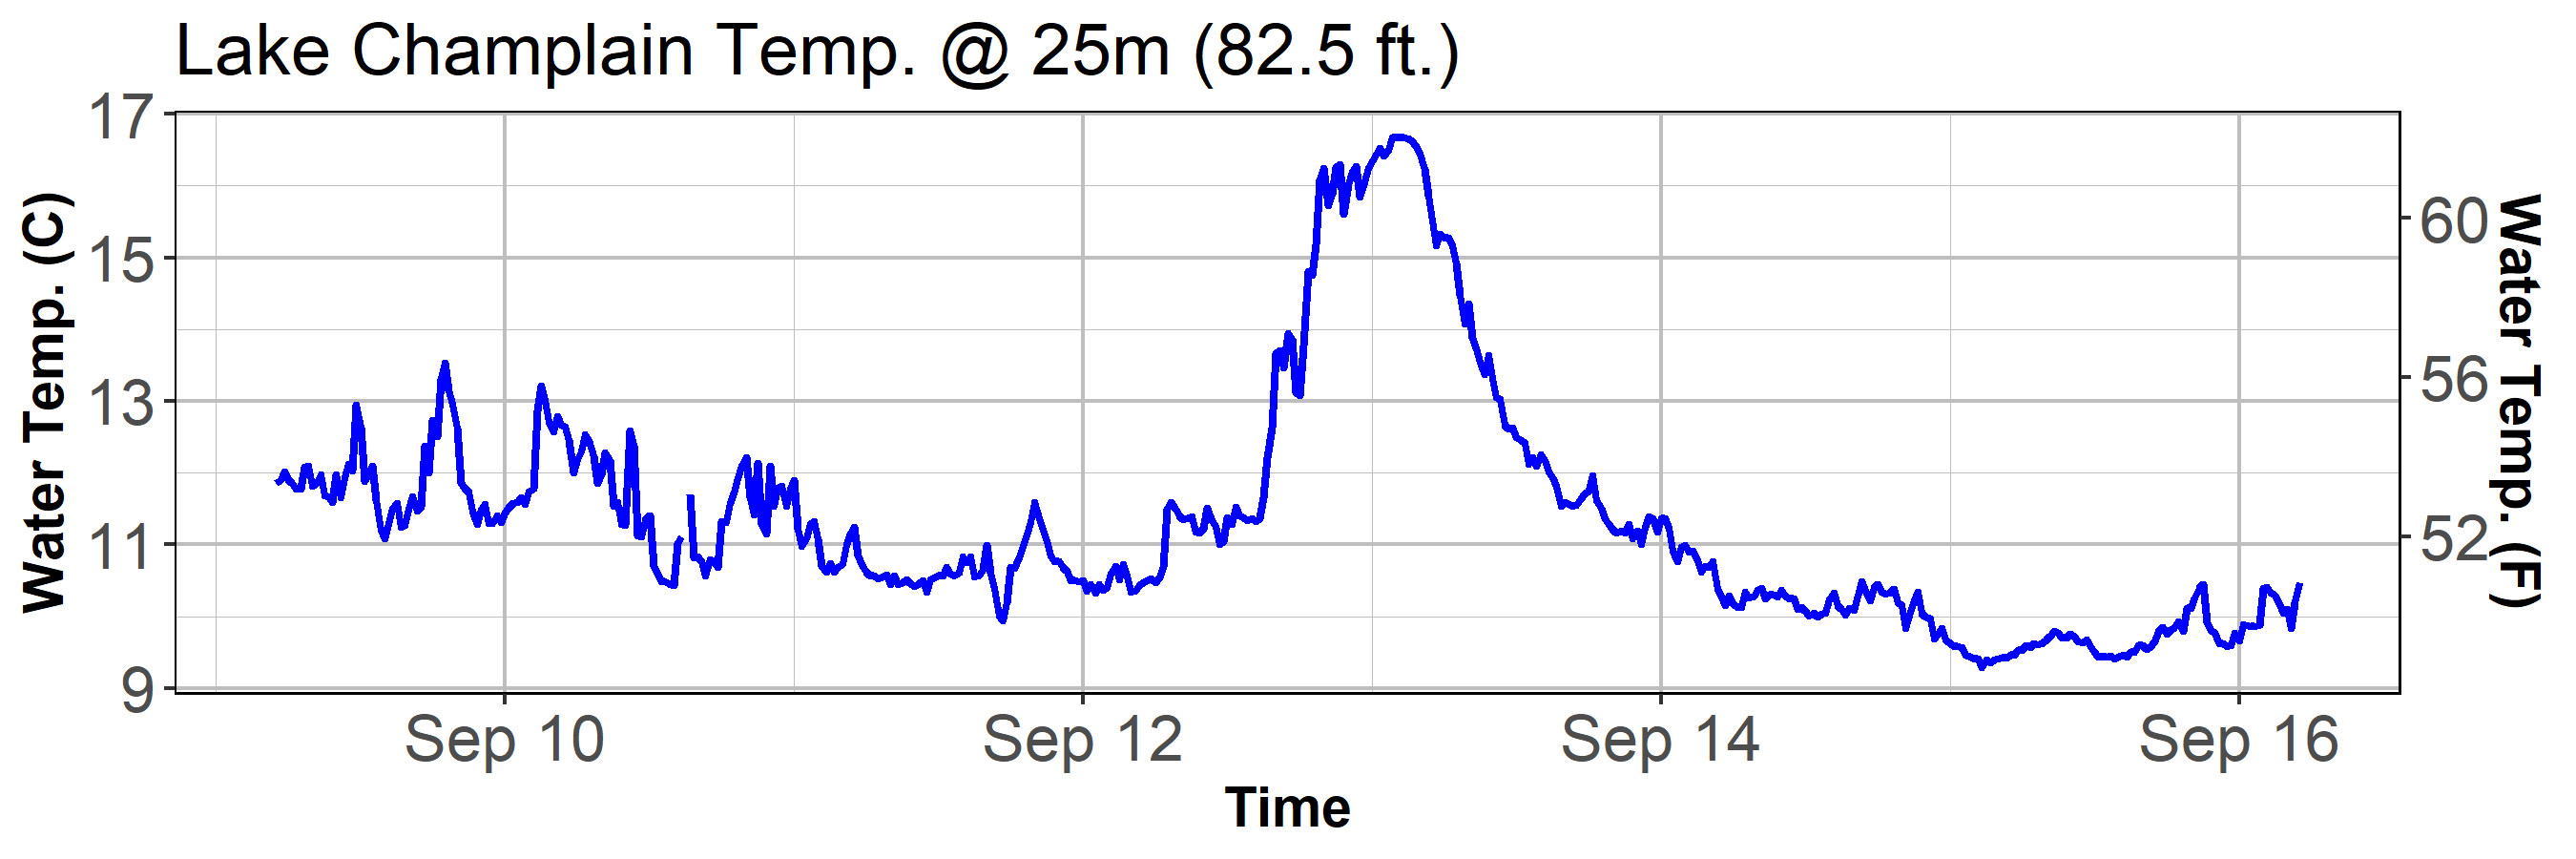 Lake Champlain Temp. @ 25m (82.5 ft.)
Water Temp. (C)
17
15
13
11
9
60
56
52
Water Temp. (F)
Sep 10 Sep 12 Sep 14 Sep 16
Time